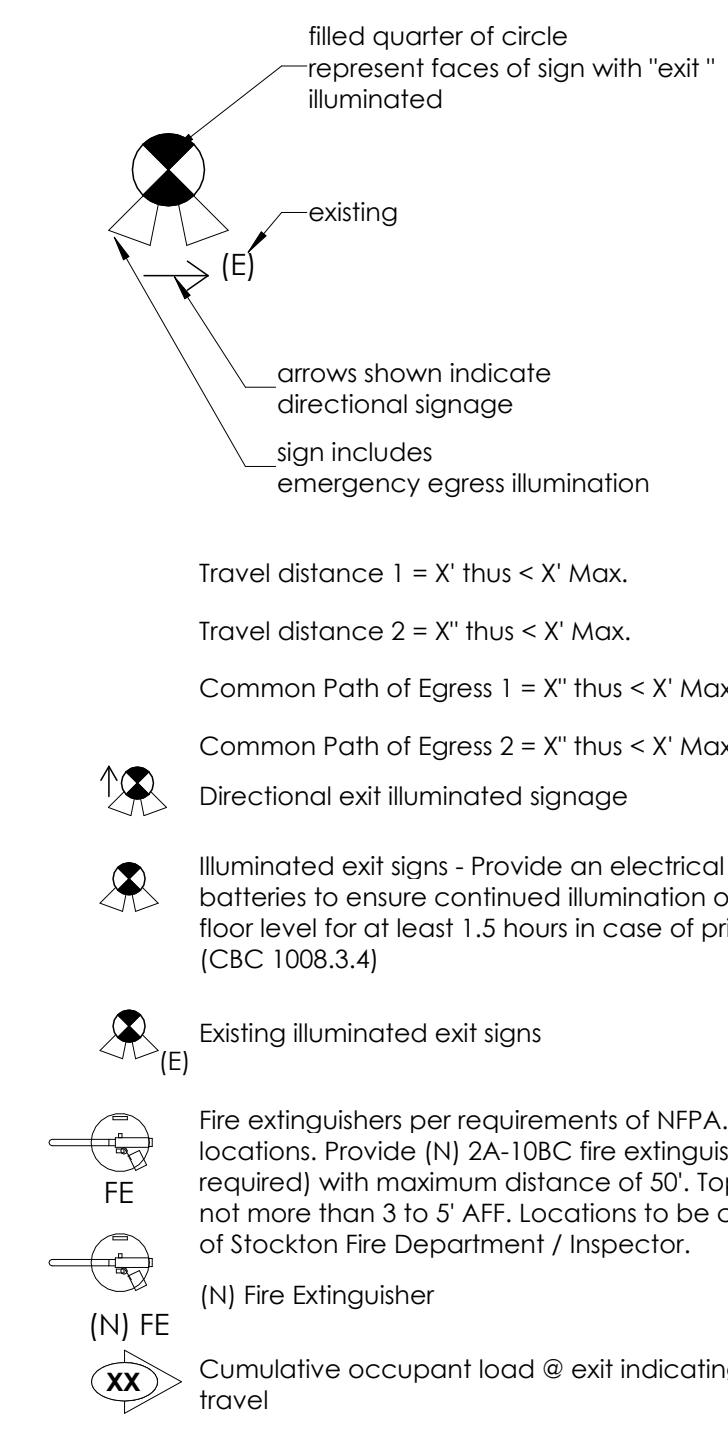 filled quarter of circle
represent faces of sign with "exit "
illuminated
existing
(E)
arrows shown indicate
directional signage
sign includes
emergency egress illumination
Travel distance 1 = X' thus < X' Max.
Travel distance 2 = X" thus < X' Max.
Common Path of Egress 1 = X" thus < X' Max
Common Path of Egress 2 = X" thus < X' Max
Directional exit illuminated signage
Illuminated exit signs - Provide an electrical
batteries to ensure continued illumination
floor level for at least 1.5 hours in case of
(CBC 1008.3.4)
Existing illuminated exit signs
(E)
Fire extinguishers per requirements of NFPA.
locations. Provide (N) 2A-10BC fire
required) with maximum distance of 50'.
not more than 3 to 5' AFF. Locations to be
of Stockton Fire Department / Inspector.
FE
(N) Fire Extinguisher
(N) FE
XX
Cumulative occupant load @ exit
travel